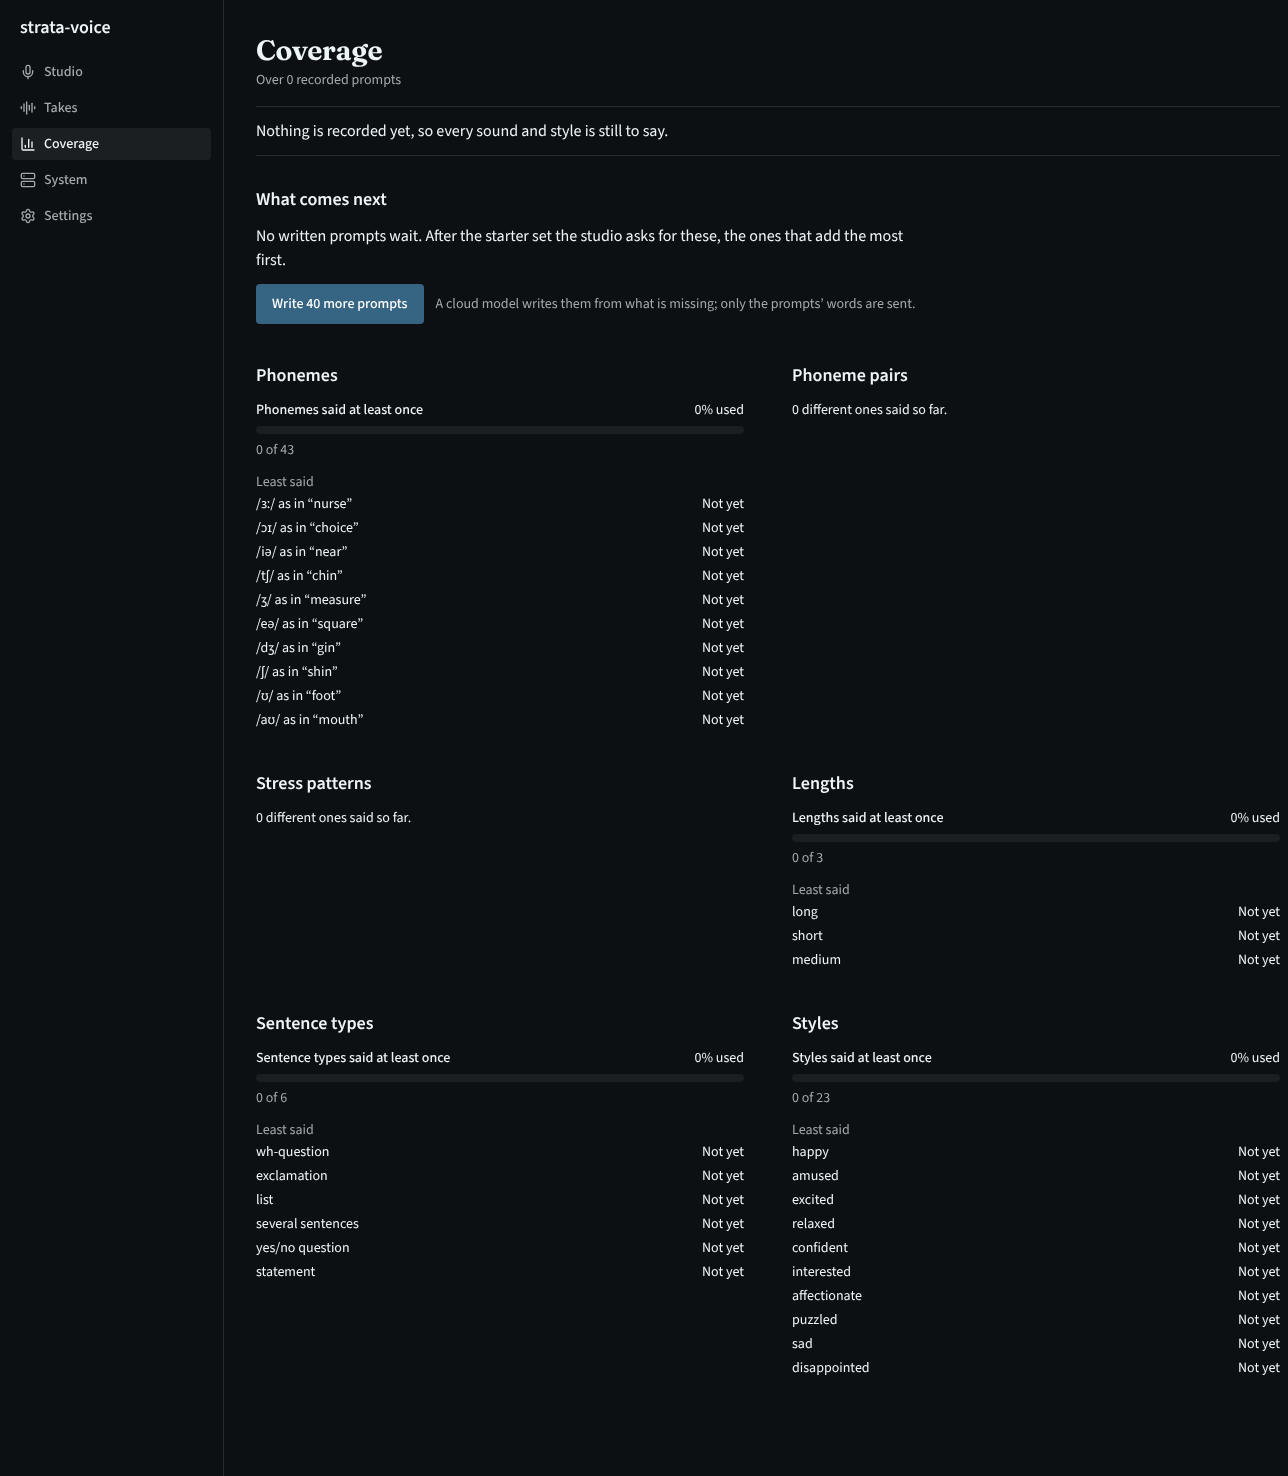 strata-voice
Studio
Takes
Coverage
System
Settings
Coverage
Over 0 recorded prompts
Nothing is recorded yet, so every sound and style is still to say.
What comes next
No written prompts wait. After the starter set the studio asks for these, the ones that add the most
first.
Write 40 more prompts
A cloud model writes them from what is missing; only the prompts’ words are sent.
Phonemes
Phonemes said at least once 0% used
0 of 43
Least said
/ɜː/ as in “nurse” Not yet
/ɔɪ/ as in “choice” Not yet
/iə/ as in “near” Not yet
/tʃ/ as in “chin” Not yet
/ʒ/ as in “measure” Not yet
/eə/ as in “square” Not yet
/dʒ/ as in “gin” Not yet
/ʃ/ as in “shin” Not yet
/ʊ/ as in “foot” Not yet
/aʊ/ as in “mouth” Not yet
Phoneme pairs
0 different ones said so far.
Stress patterns
0 different ones said so far.
Lengths
Lengths said at least once 0% used
0 of 3
Least said
long Not yet
short Not yet
medium Not yet
Sentence types
Sentence types said at least once 0% used
0 of 6
Least said
wh-question Not yet
exclamation Not yet
list Not yet
several sentences Not yet
yes/no question Not yet
statement Not yet
Styles
Styles said at least once 0% used
0 of 23
Least said
happy Not yet
amused Not yet
excited Not yet
relaxed Not yet
confident Not yet
interested Not yet
affectionate Not yet
puzzled Not yet
sad Not yet
disappointed Not yet